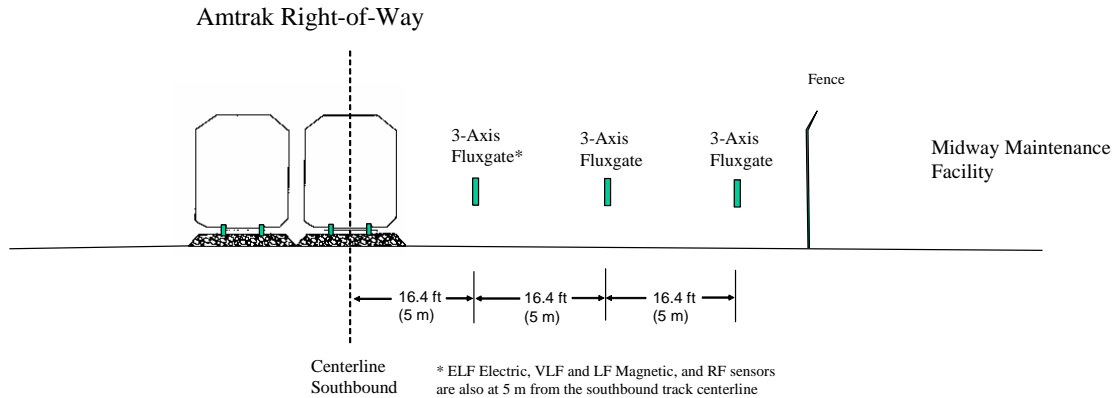 Amtrak Right-of-Way
Fence
3-Axis
Fluxgate*
3-Axis
Fluxgate
3-Axis
Fluxgate
Midway Maintenance
Facility
16.4 ft
(5 m)
16.4 ft
(5 m)
16.4 ft
(5 m)
Centerline
Southbound
* ELF Electric, VLF and LF Magnetic, and RF sensors
are also at 5 m from the southbound track centerline